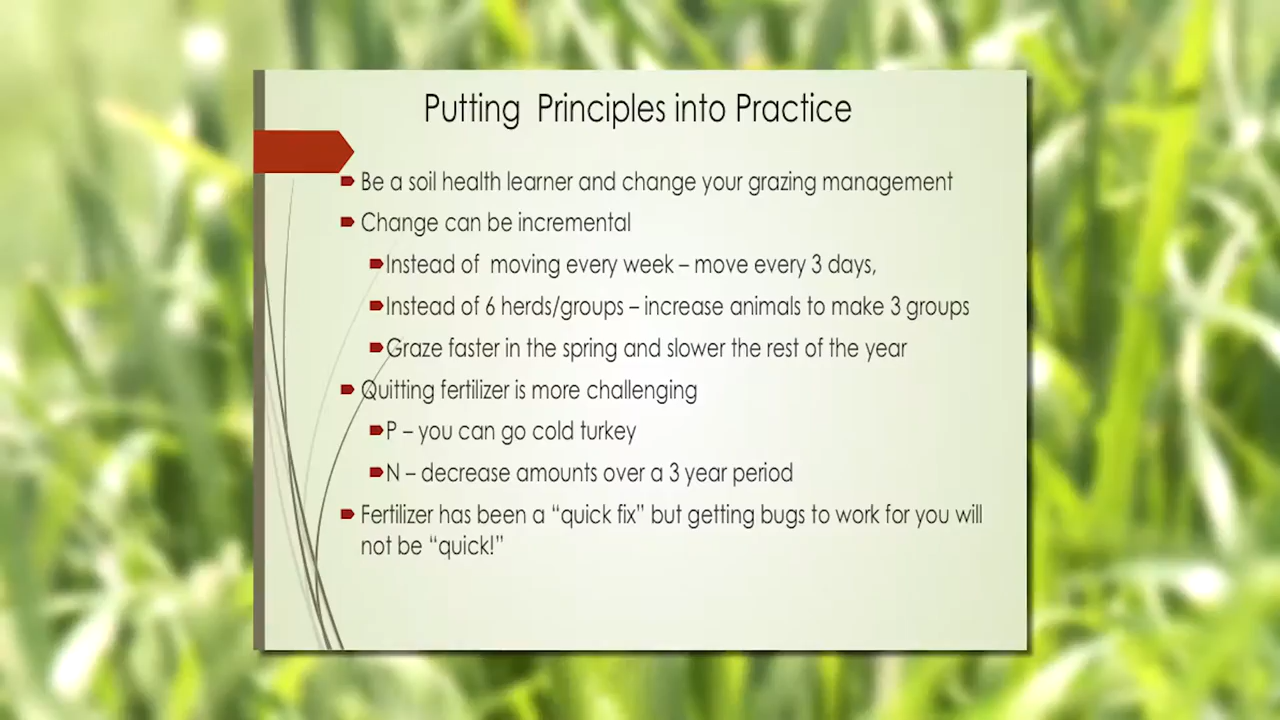 Putting  Principles into Practice
Be a soil health learner and change your grazing management
Change can be incremental
Instead of  moving every week – move every 3 days,
Instead of 6 herds/groups – increase animals to make 3 groups
Graze faster in the spring and slower the rest of the year
Quitting fertilizer is more challenging
P – you can go cold turkey
N – decrease amounts over a 3 year period
Fertilizer has been a “quick fix” but getting bugs to work for you will
not be “quick!”